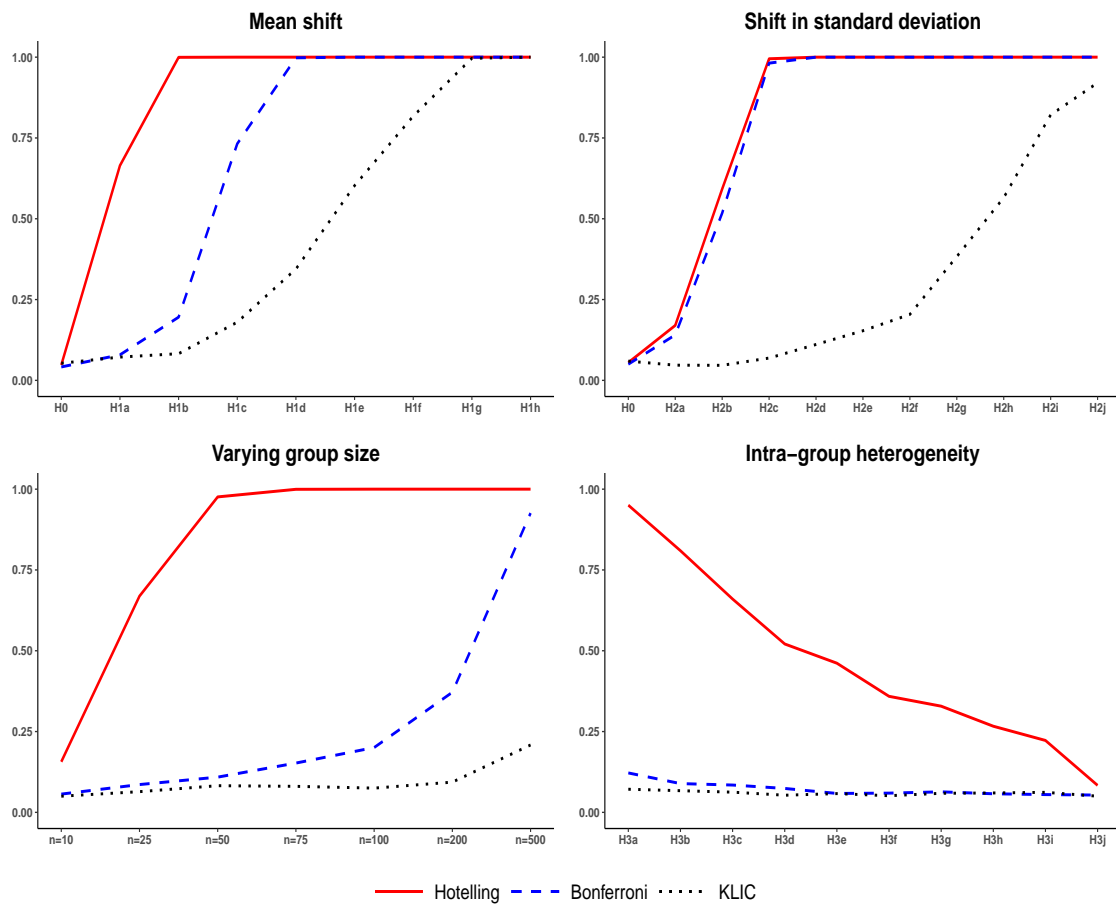 Mean shift
1.00
0.75
0.50
0.25
0.00
H0 H1a H1b H1c H1d H1e H1f H1g H1h
Shift in standard deviation
1.00
0.75
0.50
0.25
0.00
H0 H2a H2b H2c H2d H2e H2f H2g H2h H2i H2j
Varying group size
1.00
0.75
0.50
0.25
0.00
n=10 n=25 n=50 n=75 n=100 n=200 n=500
Intra−group heterogeneity
1.00
0.75
0.50
0.25
0.00
H3a H3b H3c H3d H3e H3f H3g H3h H3i H3j
Hotelling Bonferroni KLIC